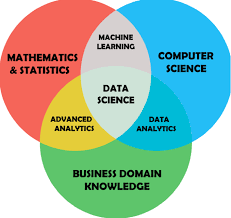 MACHINE
LEARNING
MATHEMATICS
& STATISTICS
COMPUTER
SCIENCE
DATA
SCIENCE
ADVANCED
ANALYTICS
DATA
ANALYTICS
BUSINESS DOMAIN
KNOWLEDGE